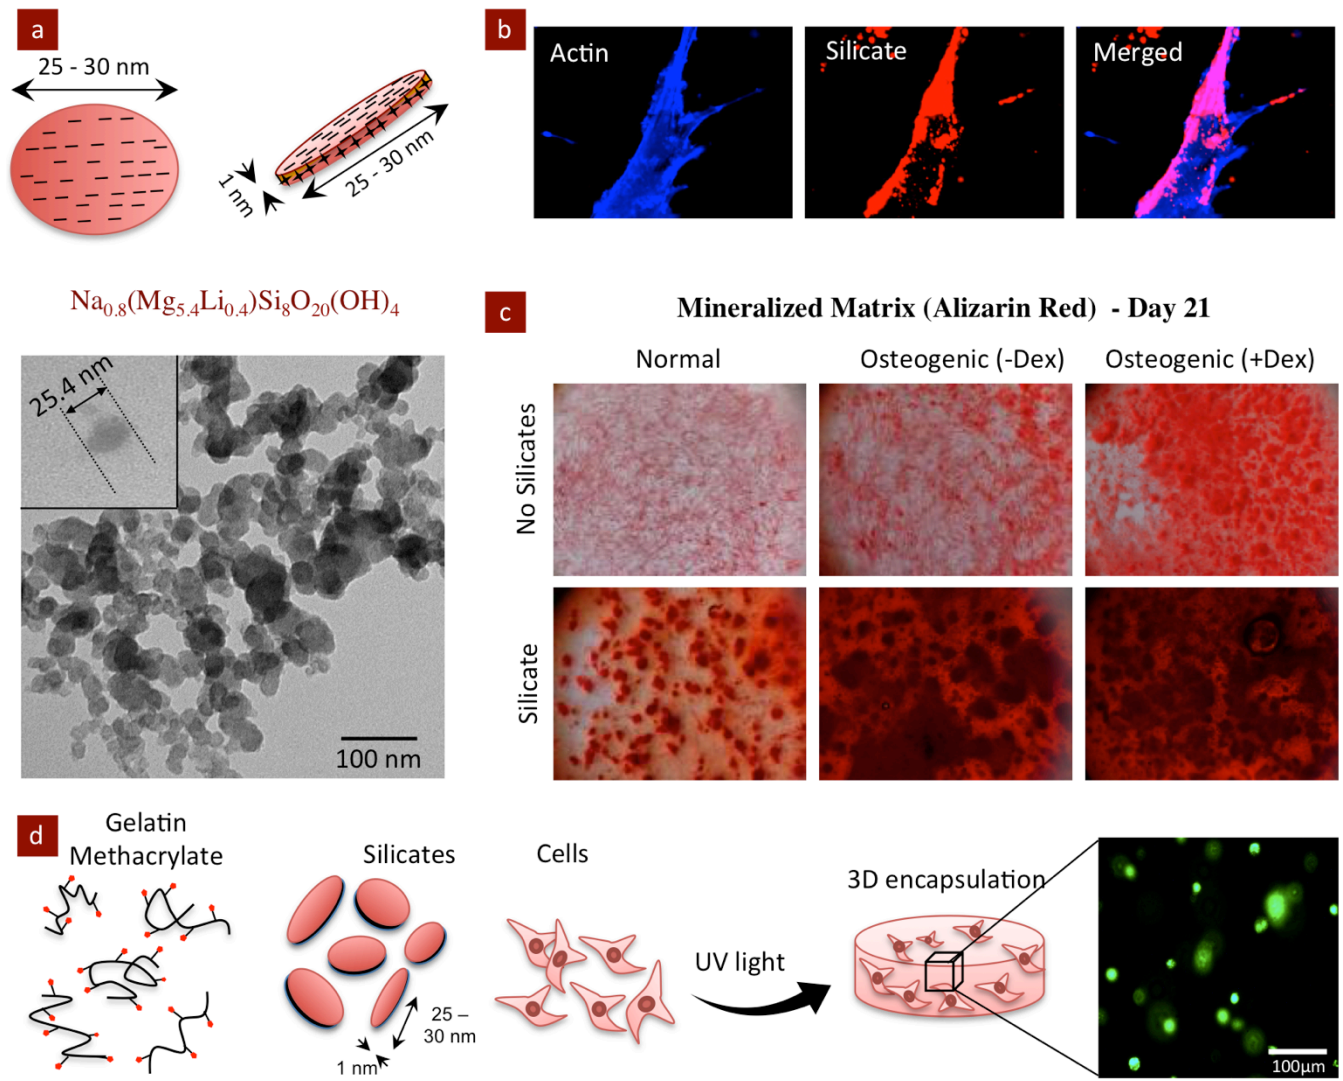 a
25 - 30 nm
1 nm
25 - 30 nm
Na0.8(Mg5.4Li0.4)Si8O20(OH)4
25.4 nm
100 nm
b
Actin
Silicate
Merged
c
Mineralized Matrix (Alizarin Red) - Day 21
Normal
Osteogenic (-Dex)
Osteogenic (+Dex)
No Silicates
Silicate
d
Gelatin
Methacrylate
Silicates
25 –
30 nm
1 nm
Cells
UV light
3D encapsulation
100μm